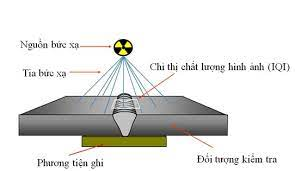 Nguồn bức xạ
Tia bức xạ
Chỉ thị chất lượng hình ảnh (IQI)
Phương tiện ghi
Đối tượng kiểm tra